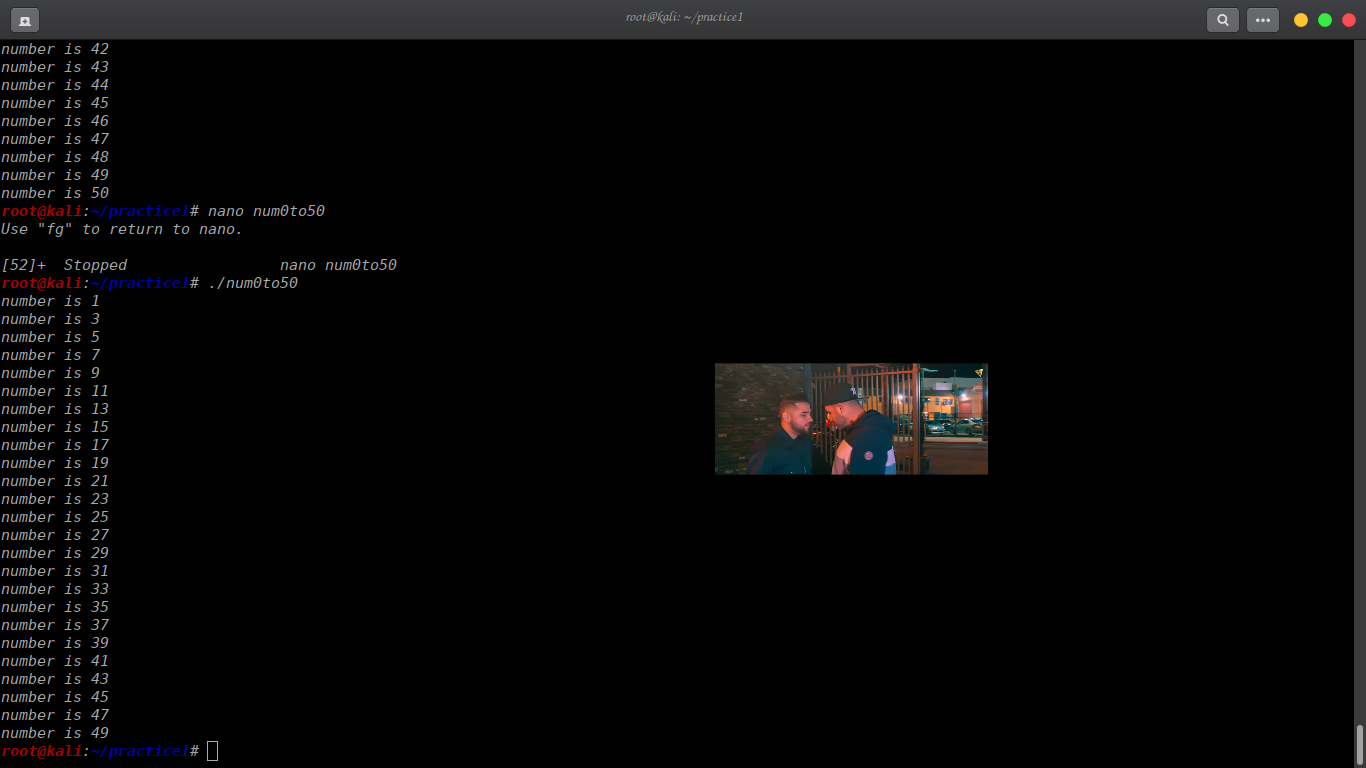 root@kali: ~/practice1
number is 42
number is 43
number is 44
number is 45
number is 46
number is 47
number is 48
number is 49
number is 50
root@kali:~/practice1# nano num0to50
Use "fg" to return to nano.
[52]+  Stopped                 nano num0to50
root@kali:~/practice1# ./num0to50
number is 1
number is 3
number is 5
number is 7
number is 9
number is 11
number is 13
number is 15
number is 17
number is 19
number is 21
number is 23
number is 25
number is 27
number is 29
number is 31
number is 33
number is 35
number is 37
number is 39
number is 41
number is 43
number is 45
number is 47
number is 49
root@kali:~/practice1#